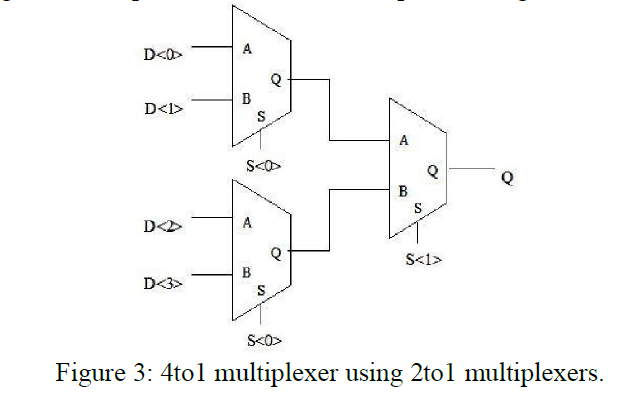 D<0>
A
Q
D<1>
B
S
S<0>
A
Q
Q
B
S
S<1>
D<2>
A
Q
D<3>
B
S
S<0>
Figure 3: 4to1 multiplexer using 2to1 multiplexers.